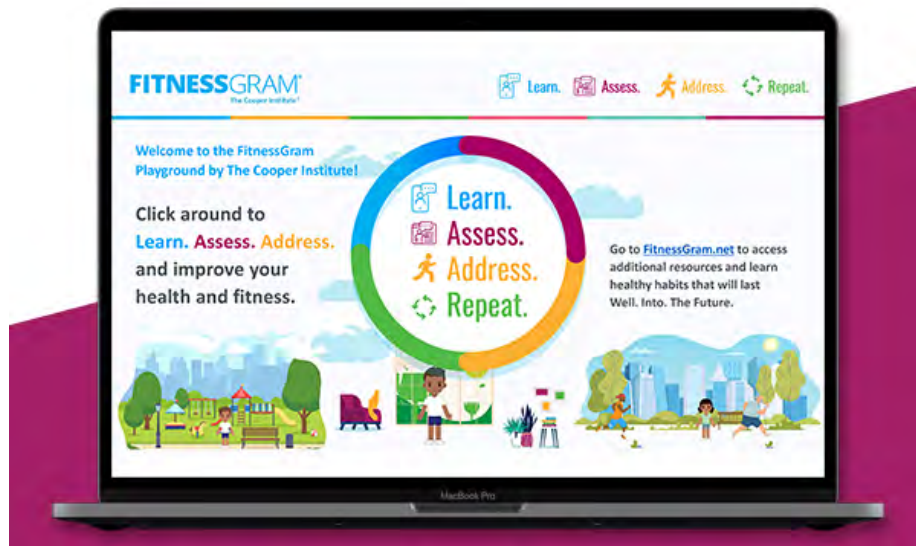 FITNESSGRAM®
The Cooper Institute®
Learn. Assess. Address. Repeat.
Welcome to the FitnessGram
Playground by The Cooper Institute!
Click around to
Learn. Assess. Address.
and improve your
health and fitness.
Learn.
Assess.
Address.
Repeat.
Go to FitnessGram.net to access
additional resources and learn
healthy habits that will last
Well. Into. The Future.
MacBook Pro